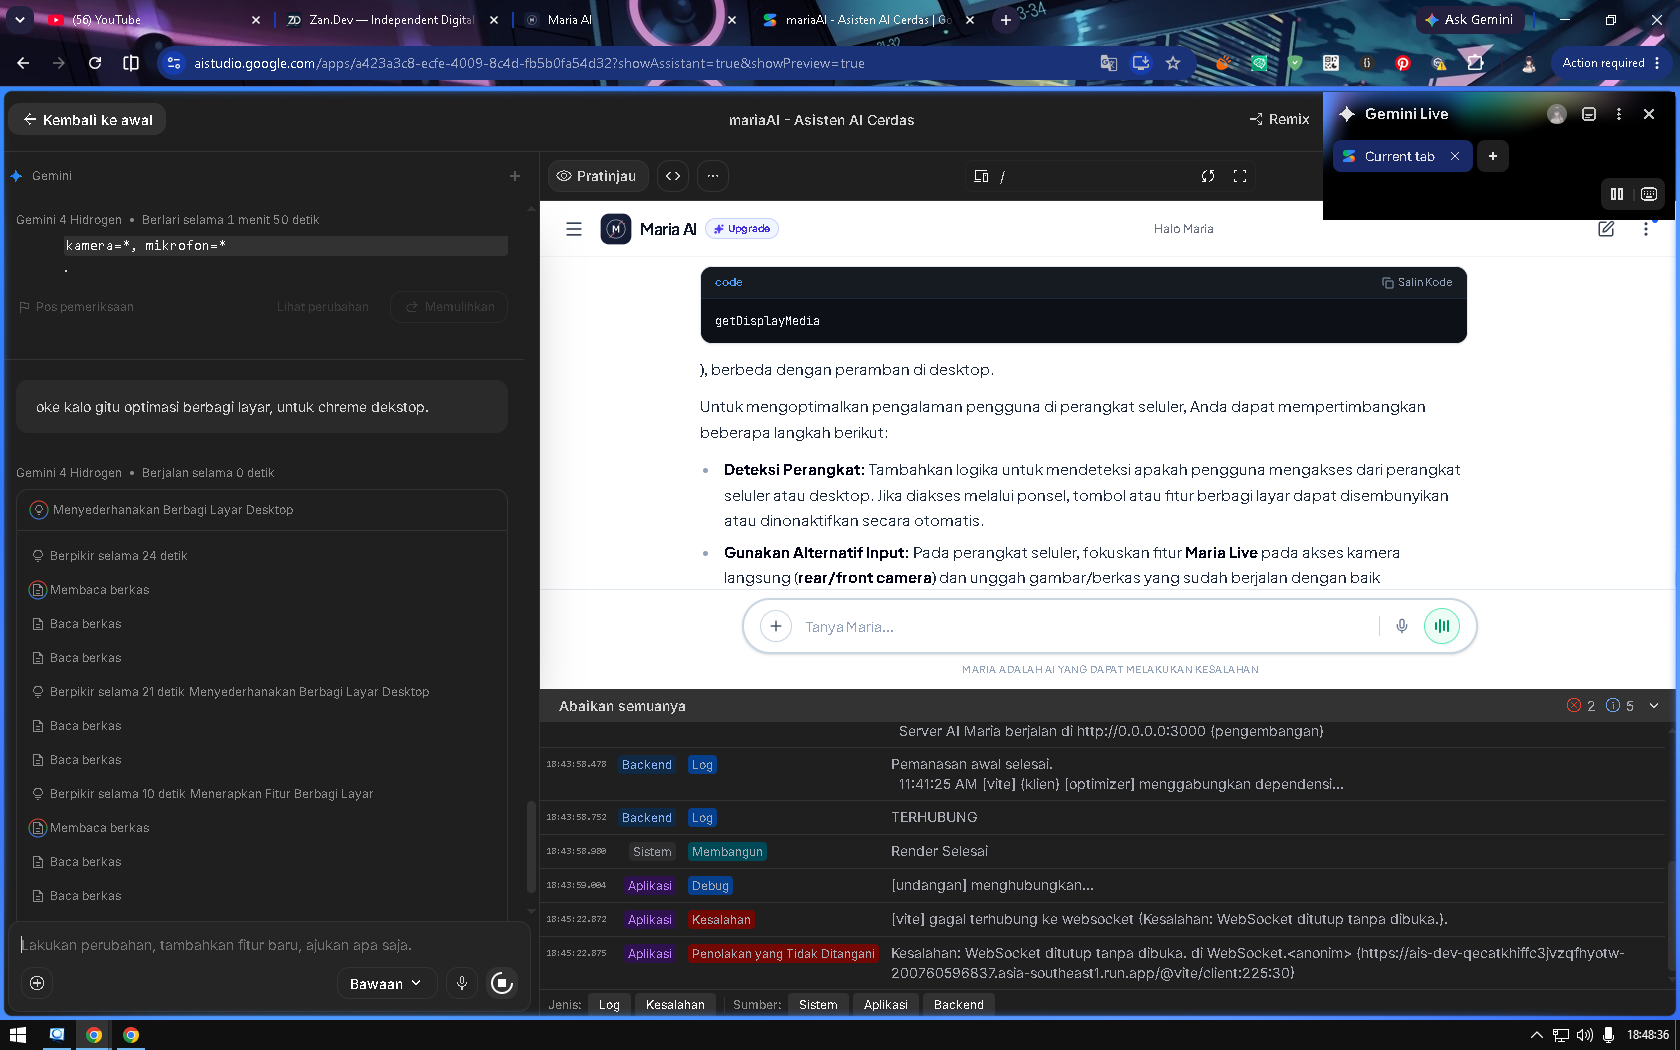 (56) YouTube
Zan.Dev — Independent Digital
Maria AI
mariaAI - Asisten AI Cerdas | Go
Ask Gemini
aistudio.google.com/apps/a423a3c8-ecfe-4009-8c4d-fb5b0fa54d32?showAssistant=true&showPreview=true
Action required
Kembali ke awal
mariaAI - Asisten AI Cerdas
Remix
Gemini Live
Current tab
Gemini
Gemini 4 Hidrogen • Berlari selama 1 menit 50 detik
kamera=*, mikrofon=*
.
Pos pemeriksaan
Lihat perubahan
Memulihkan
oke kalo gitu optimasi berbagi layar, untuk chreme dekstop.
Gemini 4 Hidrogen • Berjalan selama 0 detik
Menyederhanakan Berbagi Layar Desktop
Berpikir selama 24 detik
Membaca berkas
Baca berkas
Baca berkas
Berpikir selama 21 detik Menyederhanakan Berbagi Layar Desktop
Baca berkas
Baca berkas
Berpikir selama 10 detik Menerapkan Fitur Berbagi Layar
Membaca berkas
Baca berkas
Baca berkas
Lakukan perubahan, tambahkan fitur baru, ajukan apa saja.
Bawaan
Pratinjau
/
Maria AI
Upgrade
Halo Maria
code
Salin Kode
getDisplayMedia
), berbeda dengan peramban di desktop.
Untuk mengoptimalkan pengalaman pengguna di perangkat seluler, Anda dapat mempertimbangkan
beberapa langkah berikut:
• Deteksi Perangkat: Tambahkan logika untuk mendeteksi apakah pengguna mengakses dari perangkat
seluler atau desktop. Jika diakses melalui ponsel, tombol atau fitur berbagi layar dapat disembunyikan
atau dinonaktifkan secara otomatis.
• Gunakan Alternatif Input: Pada perangkat seluler, fokuskan fitur Maria Live pada akses kamera
langsung (rear/front camera) dan unggah gambar/berkas yang sudah berjalan dengan baik
Tanya Maria...
MARIA ADALAH AI YANG DAPAT MELAKUKAN KESALAHAN
Abaikan semuanya
2
5
Server AI Maria berjalan di http://0.0.0.0:3000 (pengembangan)
18:43:58.478 Backend Log Pemanasan awal selesai.
11:41:25 AM [vite] (klien) [optimizer] menggabungkan dependensi...
18:43:58.752 Backend Log TERHUBUNG
18:43:58.980 Sistem Membangun Render Selesai
18:43:59.004 Aplikasi Debug [undangan] menghubungkan...
18:45:22.872 Aplikasi Kesalahan [vite] gagal terhubung ke websocket (Kesalahan: WebSocket ditutup tanpa dibuka.).
18:45:22.875 Aplikasi Penolakan yang Tidak Ditangani Kesalahan: WebSocket ditutup tanpa dibuka. di WebSocket.<anonim> (https://ais-dev-qecatkhiffc3jvzqfhyotw-
200760596837.asia-southeast1.run.app/@vite/client:225:30)
Jenis: Log Kesalahan Sumber: Sistem Aplikasi Backend
18:48:36